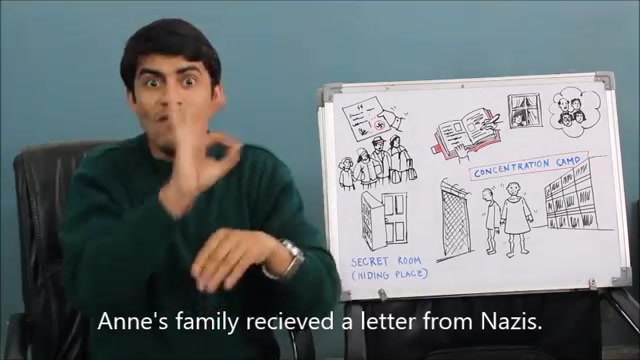 CONCENTRATION CAMP
SECRET ROOM
(HIDING PLACE)
Anne's family recieved a letter from Nazis.